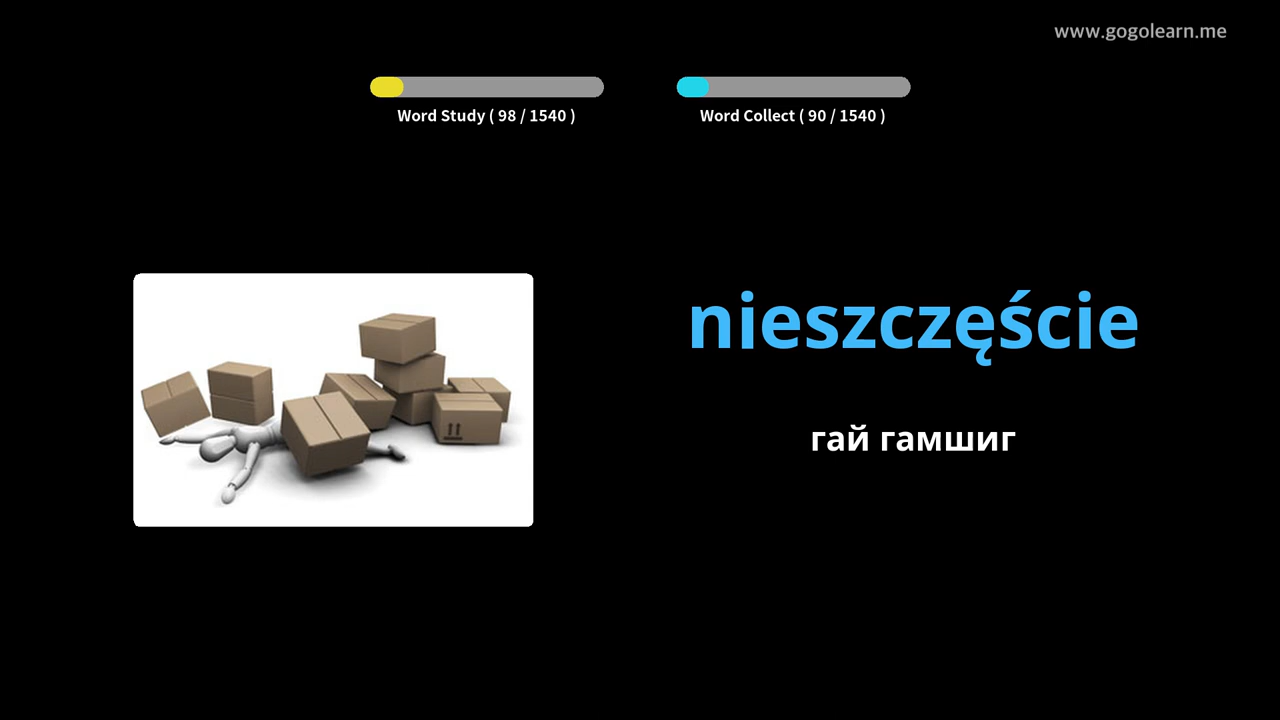 www.gogolearn.me
Word Study ( 98 / 1540 )
Word Collect ( 90 / 1540 )
nieszczęście
гай гамшиг